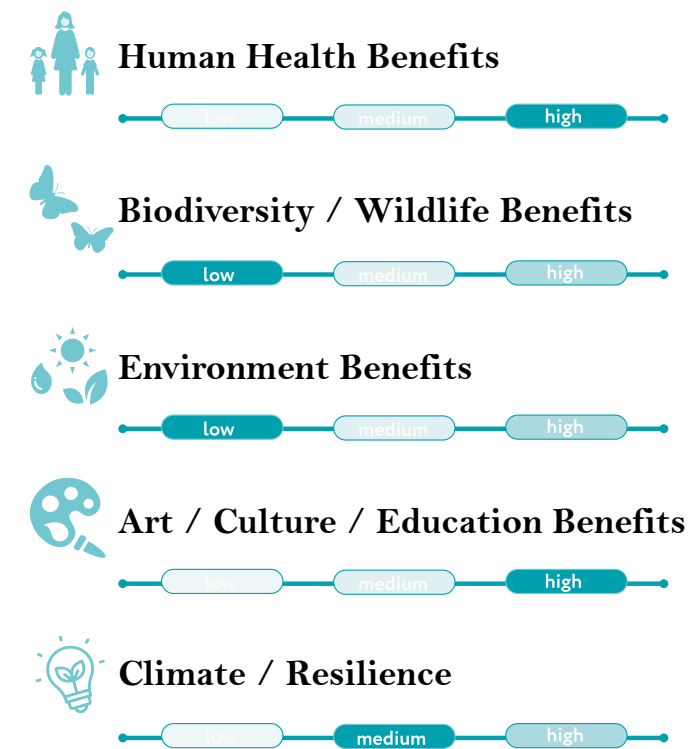 Human Health Benefits
low medium high
Biodiversity / Wildlife Benefits
low medium high
Environment Benefits
low medium high
Art / Culture / Education Benefits
low medium high
Climate / Resilience
low medium high